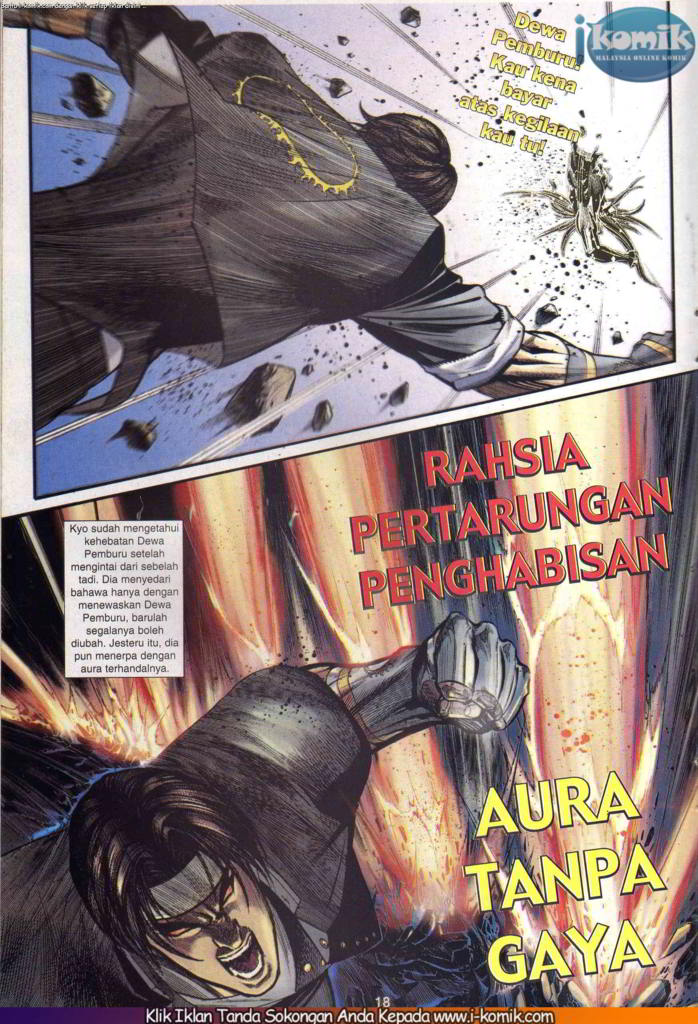 ikomik
MALAYSIA ONLINE KOMIK
Dewa
Pemburu!
Kau kena
bayar
atas kegilaan
kau tu!
RAHSIA
PERTARUNGAN
PENGHABISAN
Kyo sudah mengetahui
kehebatan Dewa
Pemburu setelah
mengintai dari sebelah
tadi. Dia menyedari
bahawa hanya dengan
menewaskan Dewa
Pemburu, barulah
segalanya boleh
diubah. Jesteru itu, dia
pun menerpa dengan
aura terhandalnya.
AURA
TANPA
GAYA
18
Klik Iklan Tanda Sokongan Anda Kepada www.i-komik.com